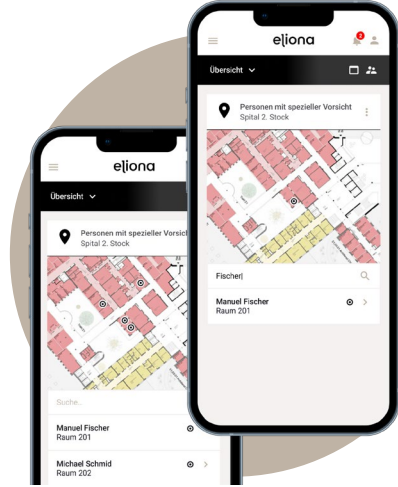 eliona
2
Übersicht
Personen mit spezieller Vorsicht
Spital 2. Stock
Fischer
Manuel Fischer
Raum 201
eliona
Übersicht
Personen mit spezieller Vorsich
Spital 2. Stock
Suche...
Manuel Fischer
Raum 201
Michael Schmid
Raum 202